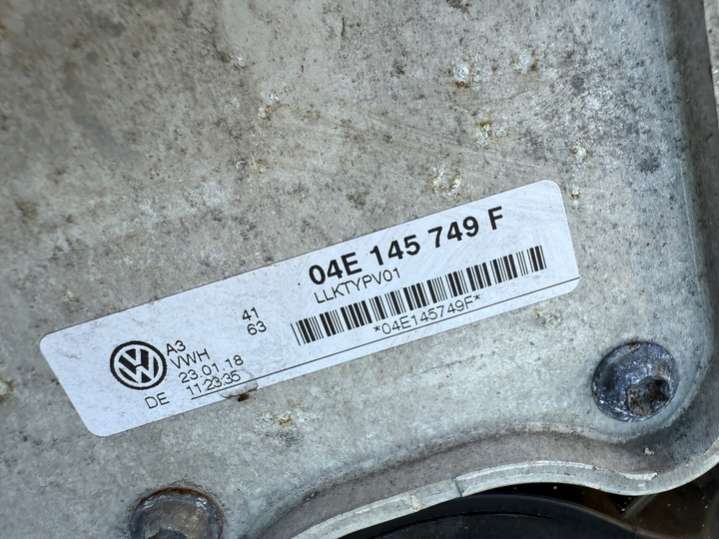 04E 145 749 F
LLKTYPV01
*04E145749F*
41
63
A3
VWH
23.01.18
DE 11:23:35